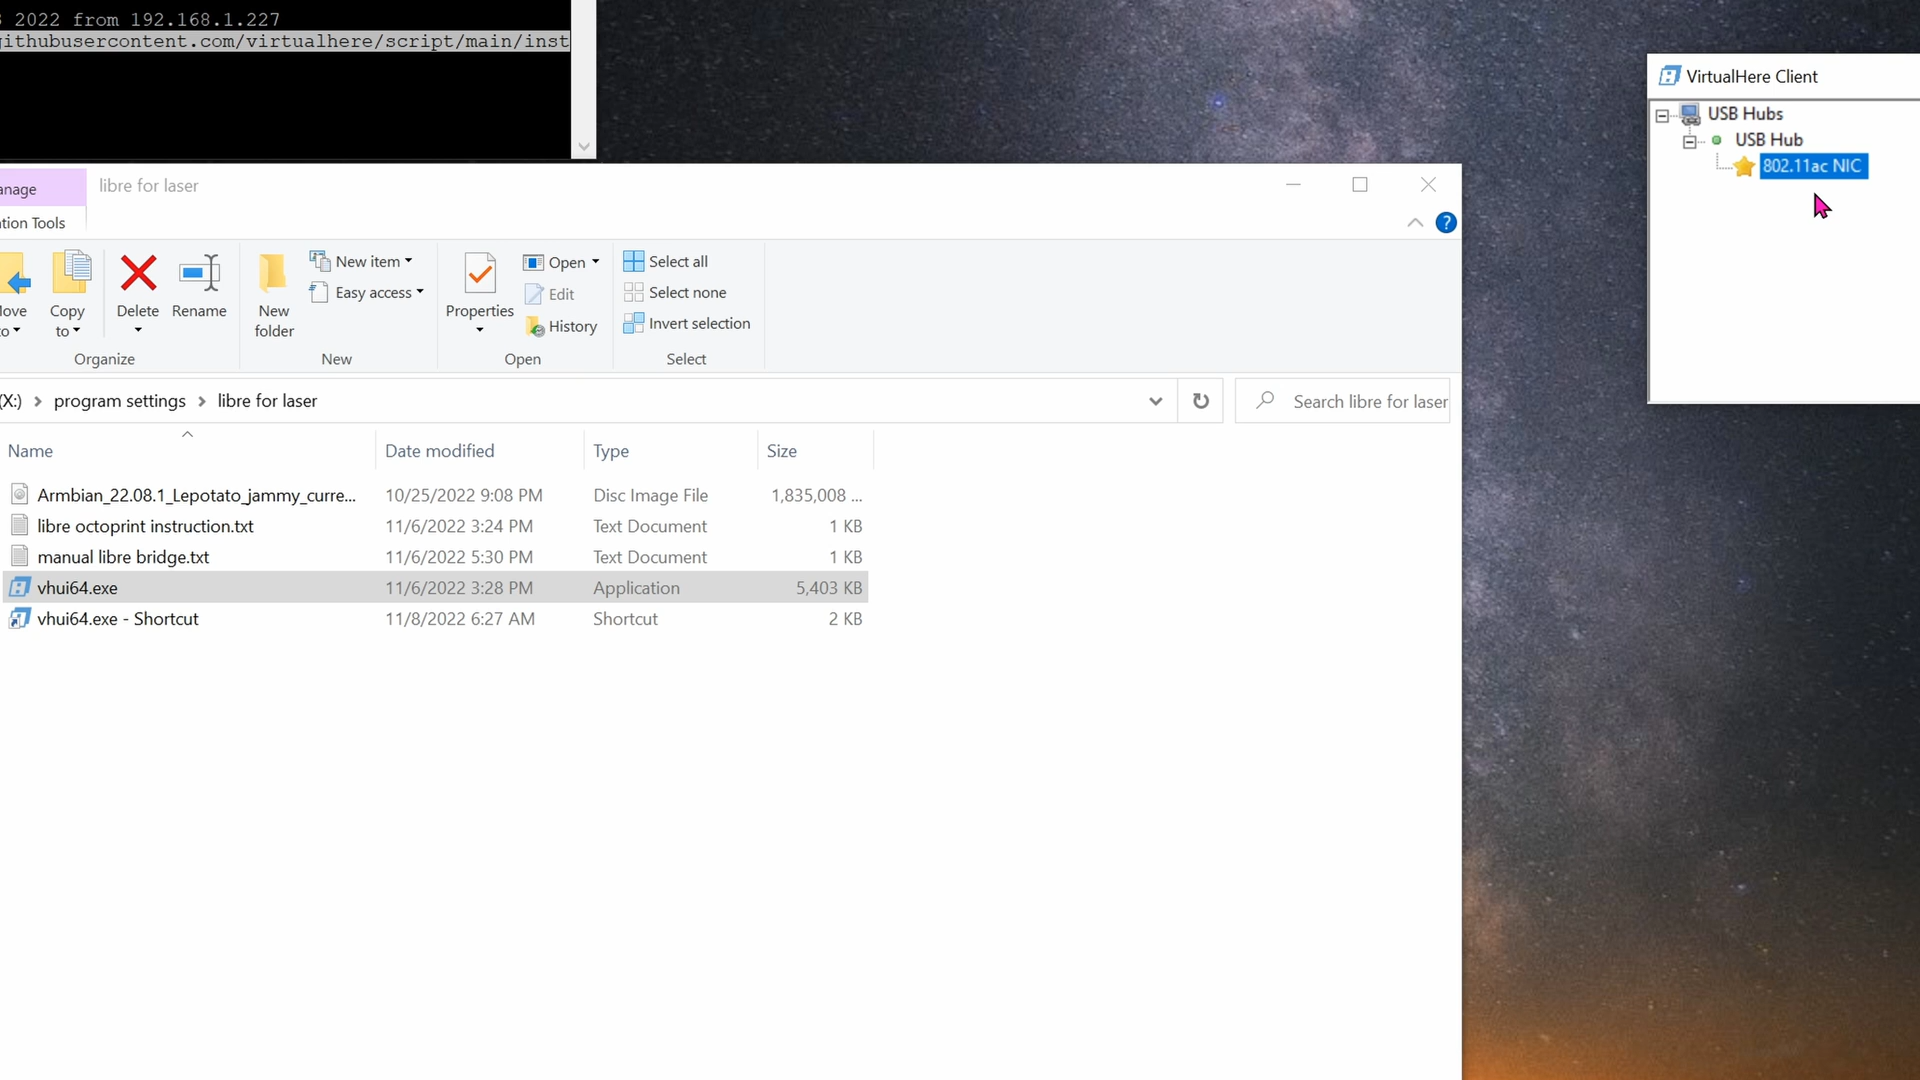 2022 from 192.168.1.227
githubusercontent.com/virtualhere/script/main/inst
VirtualHere Client
USB Hubs
USB Hub
802.11ac NIC
anage
libre for laser
tion Tools
?
Move to
Copy to
Delete
Rename
Organize
New folder
New item
Easy access
New
Properties
Open
Edit
History
Open
Select all
Select none
Invert selection
Select
(X:) > program settings > libre for laser
Search libre for laser
Name Date modified Type Size
Armbian_22.08.1_Lepotato_jammy_curre... 10/25/2022 9:08 PM Disc Image File 1,835,008 ...
libre octoprint instruction.txt 11/6/2022 3:24 PM Text Document 1 KB
manual libre bridge.txt 11/6/2022 5:30 PM Text Document 1 KB
vhui64.exe 11/6/2022 3:28 PM Application 5,403 KB
vhui64.exe - Shortcut 11/8/2022 6:27 AM Shortcut 2 KB